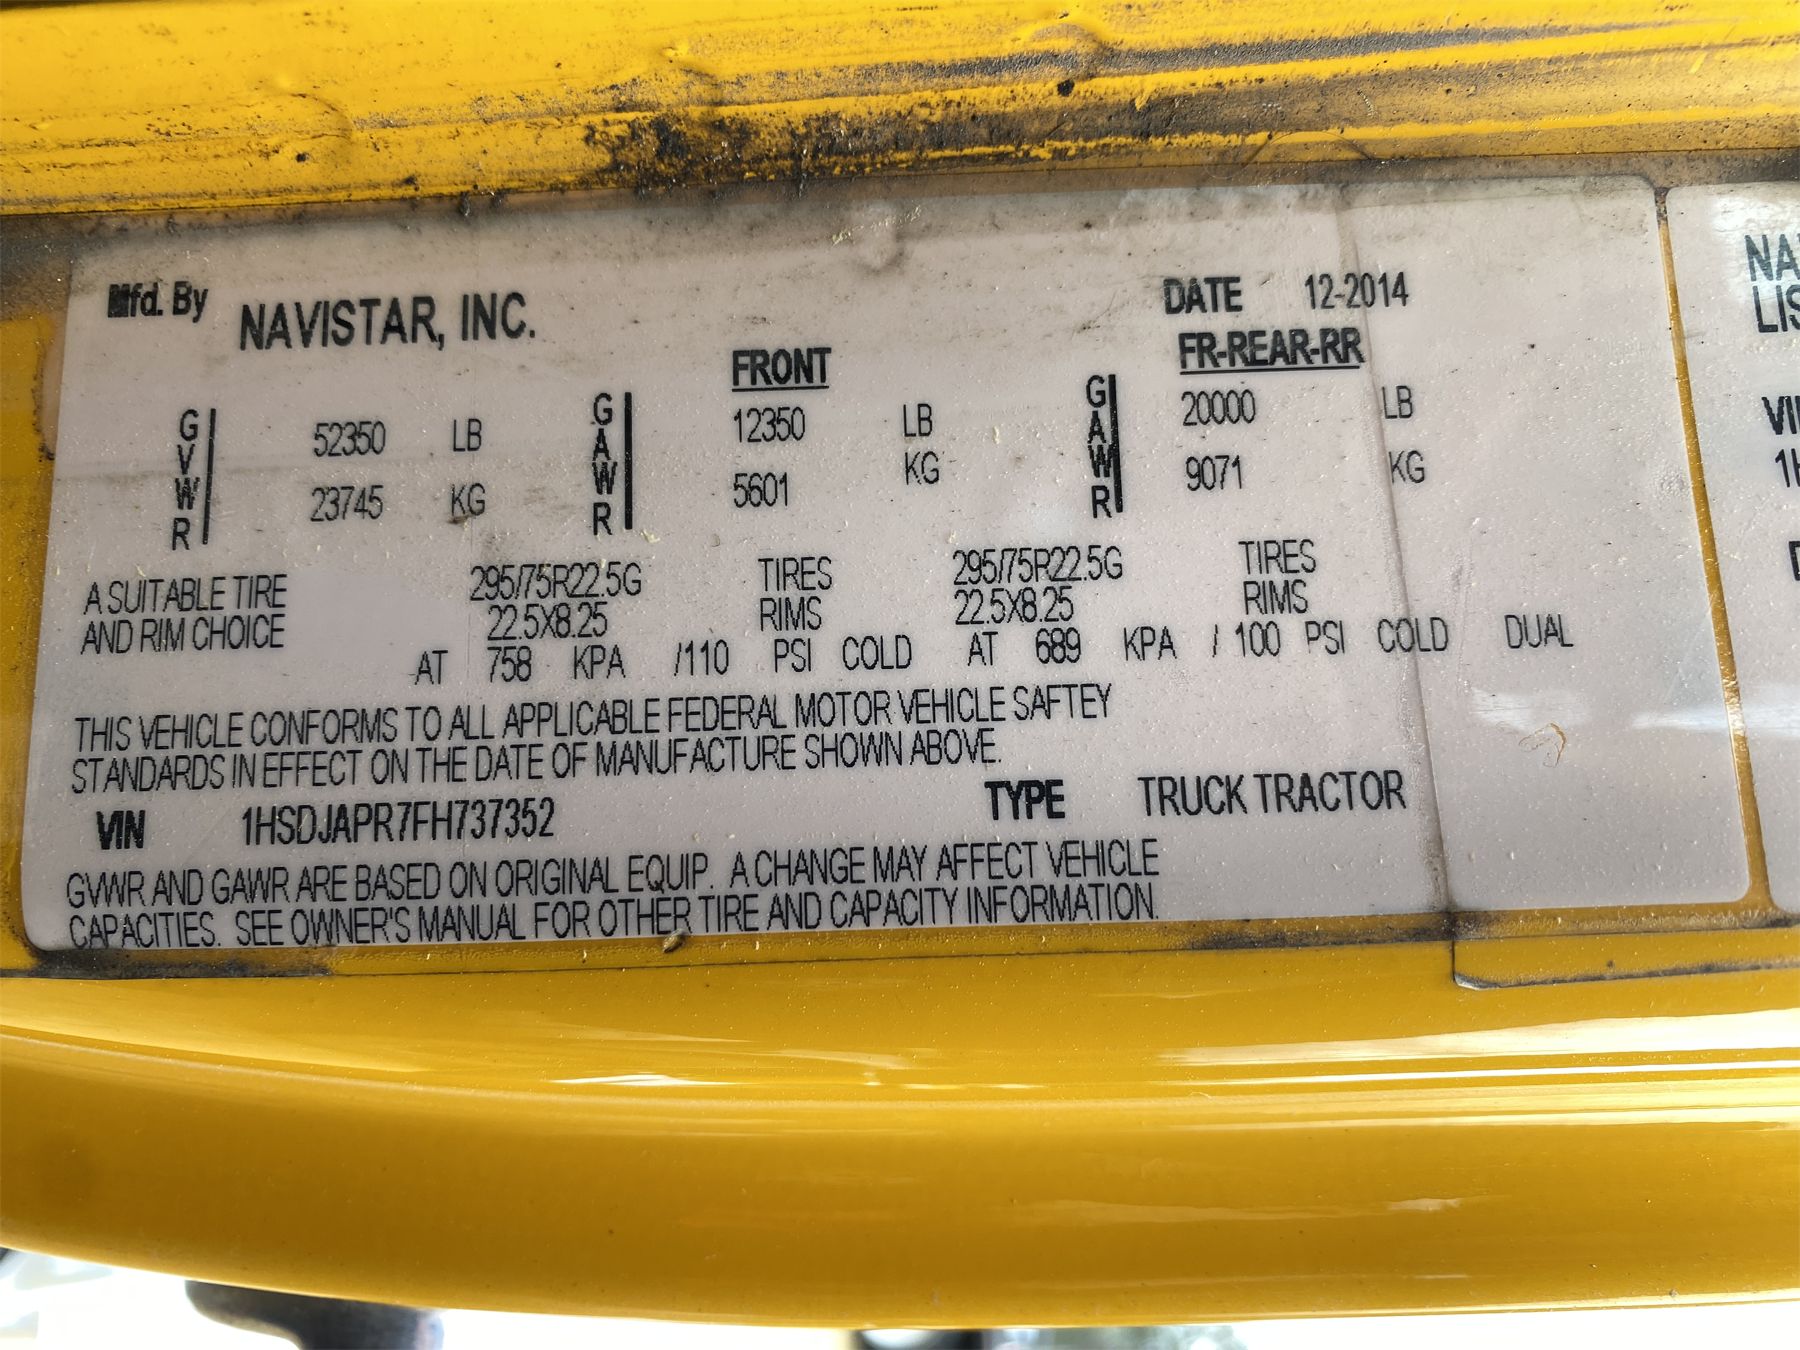 Mfd. By NAVISTAR, INC. DATE 12-2014
FRONT FR-REAR-RR
GVWR 52350 LB GAWR 12350 LB GAWR 20000 LB
23745 KG 5601 KG 9071 KG
A SUITABLE TIRE 295/75R22.5G TIRES 295/75R22.5G TIRES
AND RIM CHOICE 22.5X8.25 RIMS 22.5X8.25 RIMS
AT 758 KPA /110 PSI COLD AT 689 KPA / 100 PSI COLD DUAL
THIS VEHICLE CONFORMS TO ALL APPLICABLE FEDERAL MOTOR VEHICLE SAFTEY
STANDARDS IN EFFECT ON THE DATE OF MANUFACTURE SHOWN ABOVE.
VIN 1HSDJAPR7FH737352 TYPE TRUCK TRACTOR
GVWR AND GAWR ARE BASED ON ORIGINAL EQUIP. A CHANGE MAY AFFECT VEHICLE
CAPACITIES. SEE OWNER'S MANUAL FOR OTHER TIRE AND CAPACITY INFORMATION.